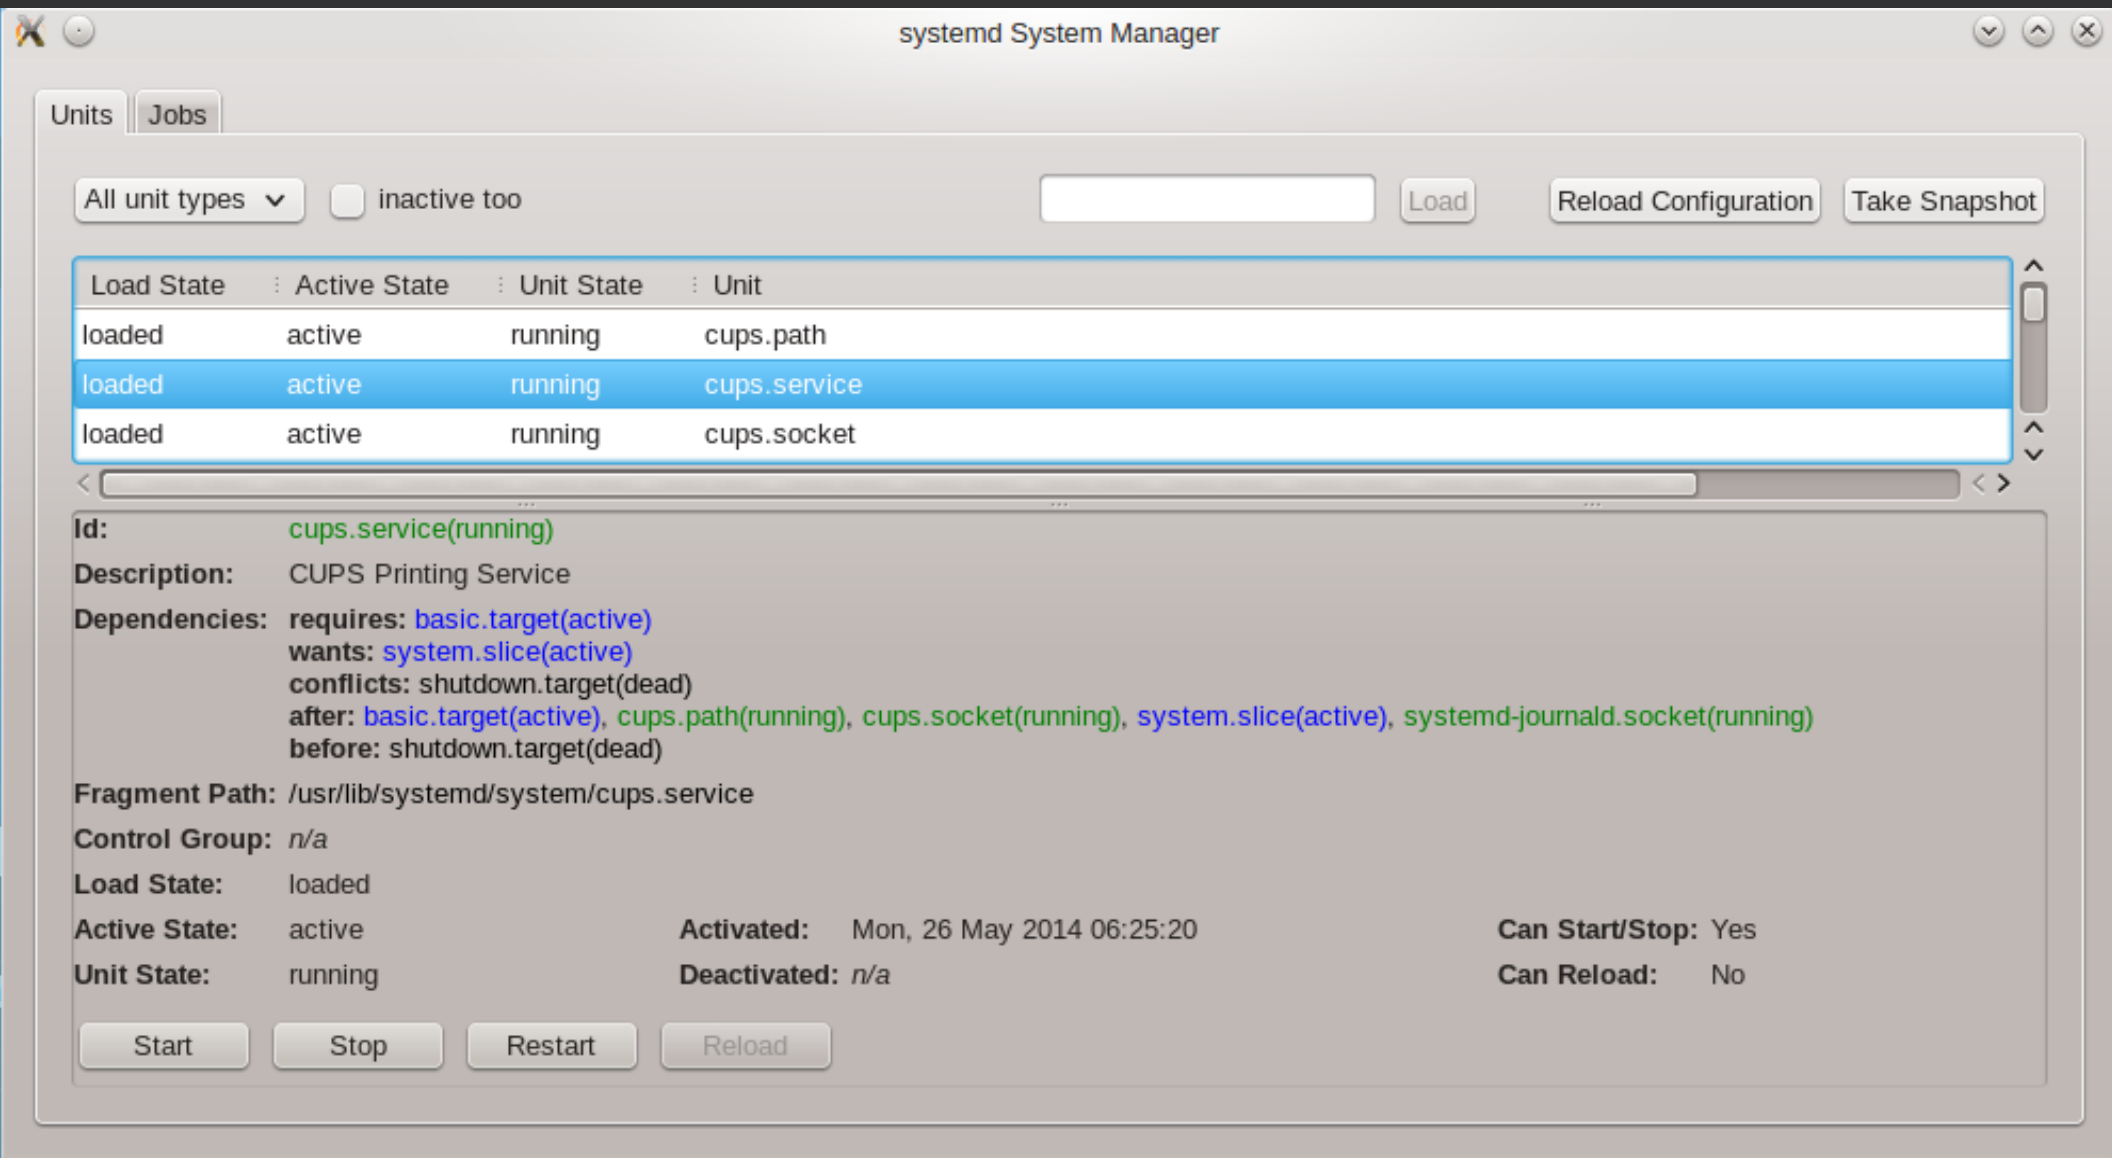 systemd System Manager
Units Jobs
All unit types inactive too Load Reload Configuration Take Snapshot
Load State Active State Unit State Unit
loaded active running cups.path
loaded active running cups.service
loaded active running cups.socket
Id: cups.service(running)
Description: CUPS Printing Service
Dependencies: requires: basic.target(active)
wants: system.slice(active)
conflicts: shutdown.target(dead)
after: basic.target(active), cups.path(running), cups.socket(running), system.slice(active), systemd-journald.socket(running)
before: shutdown.target(dead)
Fragment Path: /usr/lib/systemd/system/cups.service
Control Group: n/a
Load State: loaded
Active State: active Activated: Mon, 26 May 2014 06:25:20 Can Start/Stop: Yes
Unit State: running Deactivated: n/a Can Reload: No
Start Stop Restart Reload